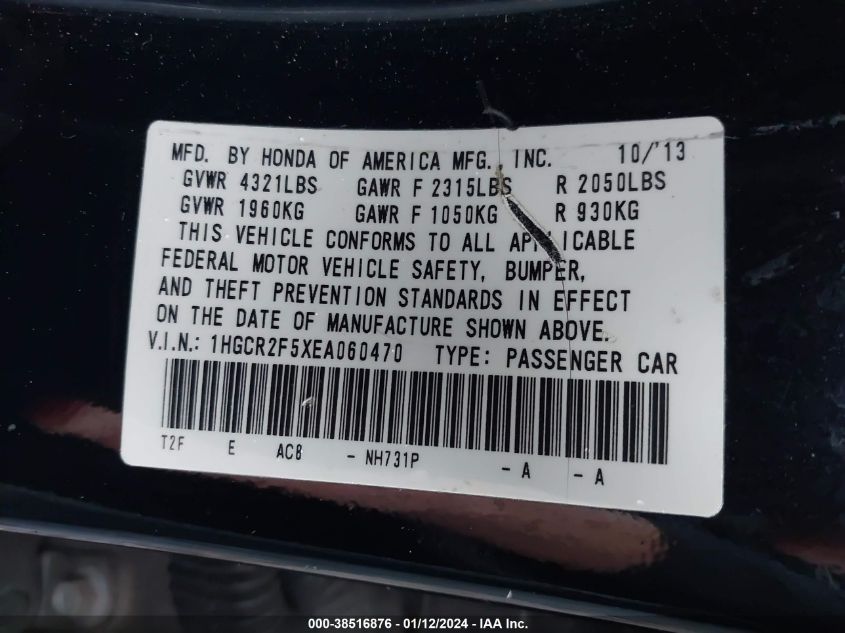 MFD. BY HONDA OF AMERICA MFG. INC. 10/'13
GVWR 4321LBS GAWR F 2315LBS R 2050LBS
GVWR 1960KG GAWR F 1050KG R 930KG
THIS VEHICLE CONFORMS TO ALL APPLICABLE
FEDERAL MOTOR VEHICLE SAFETY, BUMPER,
AND THEFT PREVENTION STANDARDS IN EFFECT
ON THE DATE OF MANUFACTURE SHOWN ABOVE.
V.I.N.: 1HGCR2F5XEA060470 TYPE: PASSENGER CAR
T2F E AC8 - NH731P - A - A
000-38516876 - 01/12/2024 - IAA Inc.